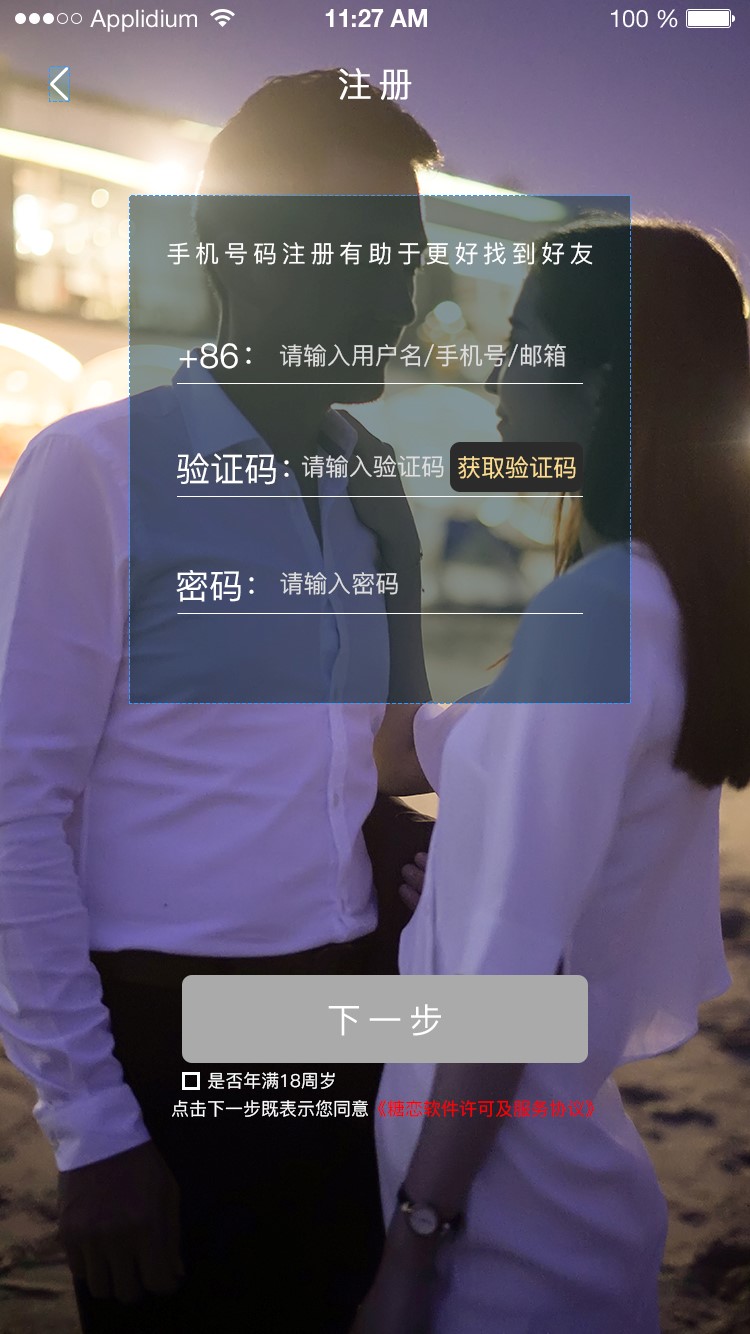 Applidium 11:27 AM 100 %
注册
手机号码注册有助于更好找到好友
+86： 请输入用户名/手机号/邮箱
验证码：请输入验证码 获取验证码
密码： 请输入密码
下一步
是否年满18周岁
点击下一步既表示您同意《糖恋软件许可及服务协议》